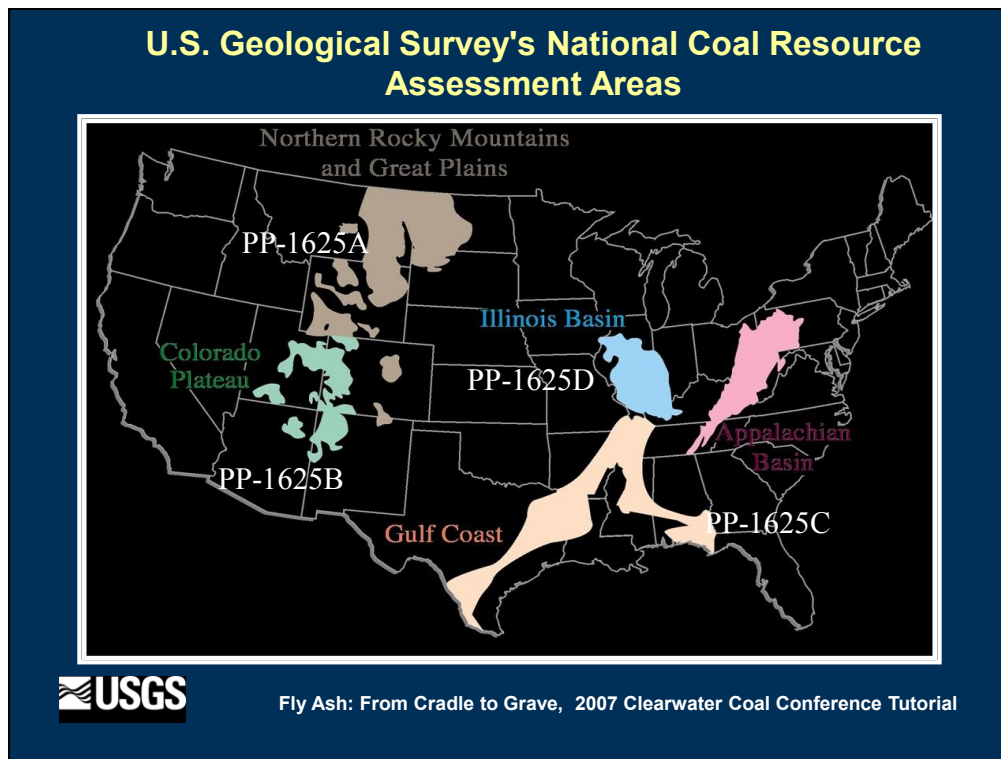 U.S. Geological Survey's National Coal Resource
Assessment Areas
Northern Rocky Mountains
and Great Plains
PP-1625A
Illinois Basin
Colorado
Plateau
PP-1625D
Appalachian
Basin
PP-1625B
PP-1625C
Gulf Coast
USGS
Fly Ash: From Cradle to Grave, 2007 Clearwater Coal Conference Tutorial